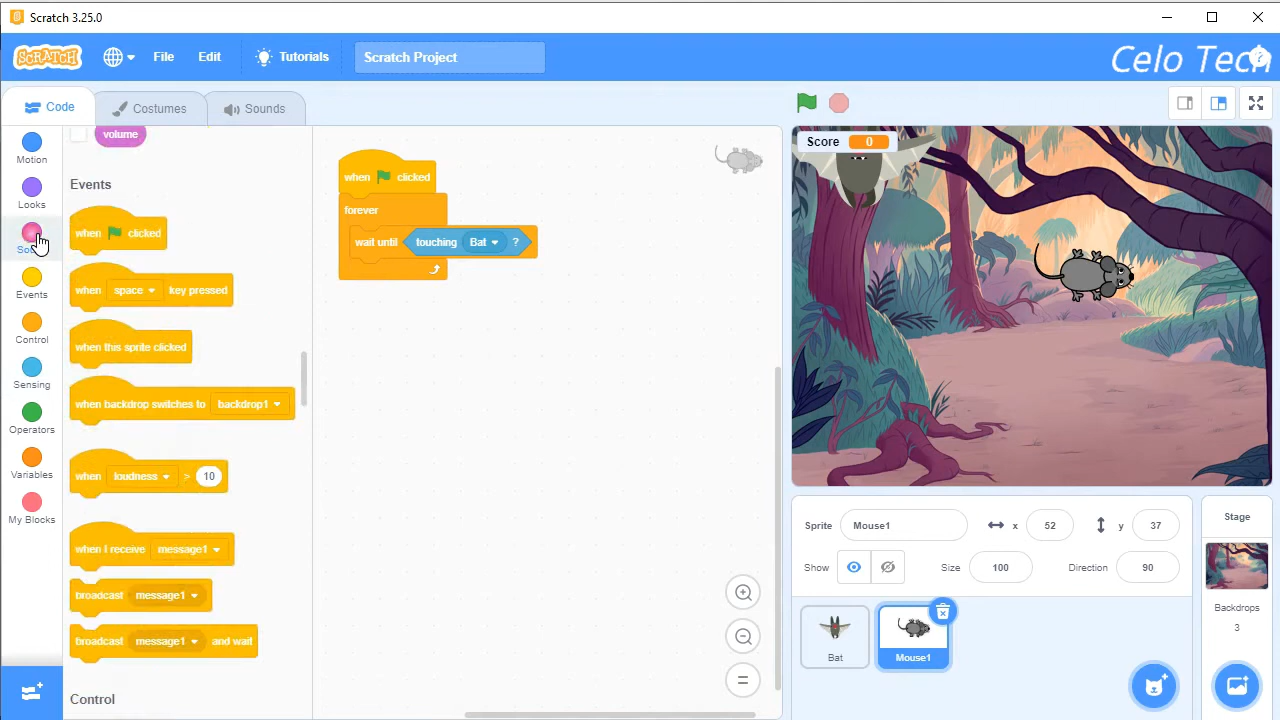 Scratch 3.25.0
SCRATCH
File
Edit
Tutorials
Scratch Project
Celo Tech
Code
Costumes
Sounds
Motion
Looks
Events
Control
Sensing
Operators
Variables
My Blocks
volume
Events
when clicked
when space key pressed
when this sprite clicked
when backdrop switches to backdrop1
when loudness > 10
when I receive message1
broadcast message1
broadcast message1 and wait
Control
when clicked
forever
wait until touching Bat ?
Score 0
Sprite Mouse1 x 52 y 37
Show Size 100 Direction 90
Bat
Mouse1
Stage
Backdrops
3